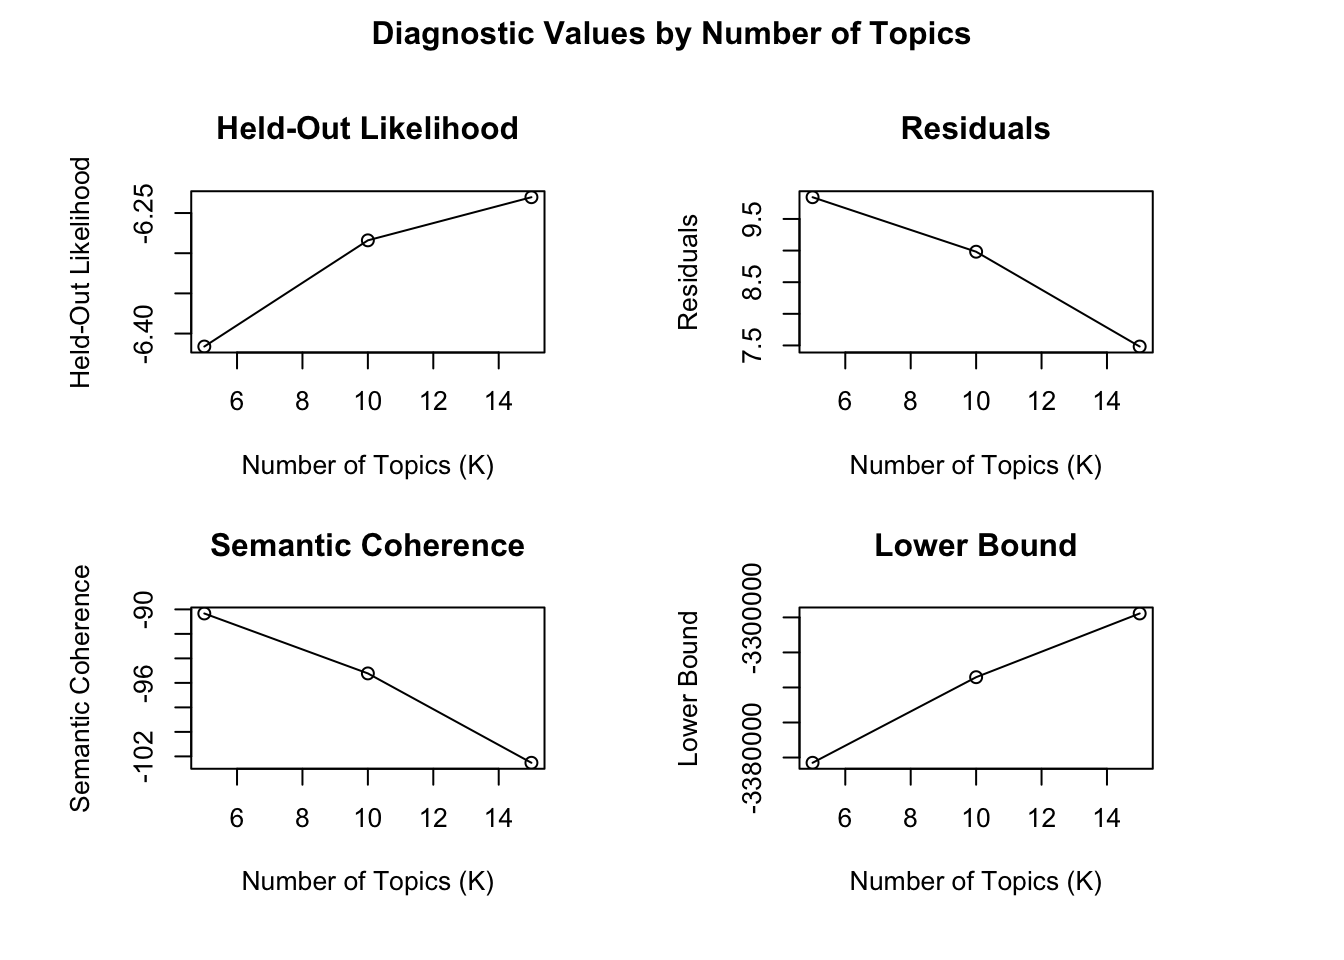 Diagnostic Values by Number of Topics
Held-Out Likelihood
Held-Out Likelihood
-6.25
-6.40
6 8 10 12 14
Number of Topics (K)
Residuals
Residuals
9.5
8.5
7.5
6 8 10 12 14
Number of Topics (K)
Semantic Coherence
Semantic Coherence
-90
-96
-102
6 8 10 12 14
Number of Topics (K)
Lower Bound
Lower Bound
-3300000
-3380000
6 8 10 12 14
Number of Topics (K)